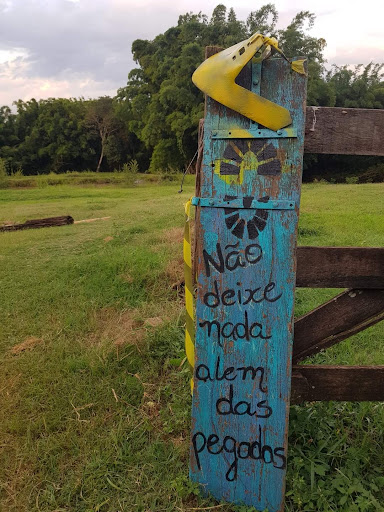 Não
deixe
nada
alem
das
pegadas